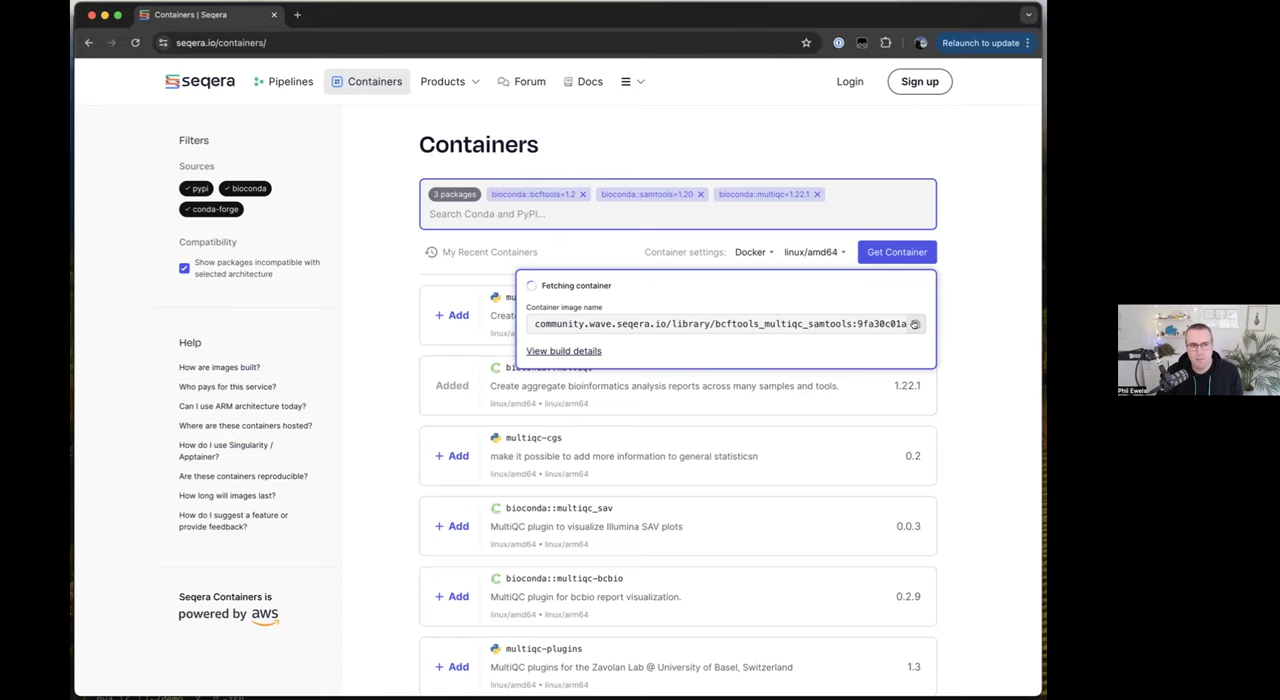 Containers | Seqera
seqera.io/containers/
Relaunch to update
seqera
Pipelines
Containers
Products
Forum
Docs
Login
Sign up
Filters
Sources
pypi
bioconda
conda-forge
Compatibility
Show packages incompatible with
selected architecture
Help
How are images built?
Who pays for this service?
Can I use ARM architecture today?
Where are these containers hosted?
How do I use Singularity /
Apptainer?
Are these containers reproducible?
How long will images last?
How do I suggest a feature or
provide feedback?
Seqera Containers is
powered by aws
Containers
3 packages
bioconda::bcftools=1.2
bioconda::samtools=1.20
bioconda::multiqc=1.22.1
Search Conda and PyPI...
My Recent Containers
Container settings:
Docker
linux/amd64
Get Container
Fetching container
Container image name
community.wave.seqera.io/library/bcftools_multiqc_samtools:9fa30c01a
View build details
+ Add
Added
Create aggregate bioinformatics analysis reports across many samples and tools.
1.22.1
linux/amd64 • linux/arm64
+ Add
multiqc-cgs
make it possible to add more information to general statisticsn
0.2
linux/amd64 • linux/arm64
+ Add
bioconda::multiqc_sav
MultiQC plugin to visualize Illumina SAV plots
0.0.3
linux/amd64 • linux/arm64
+ Add
bioconda::multiqc-bcbio
MultiQC plugin for bcbio report visualization.
0.2.9
linux/amd64 • linux/arm64
+ Add
multiqc-plugins
MultiQC plugins for the Zavolan Lab @ University of Basel, Switzerland
1.3
linux/amd64 • linux/arm64
Phil Ewels